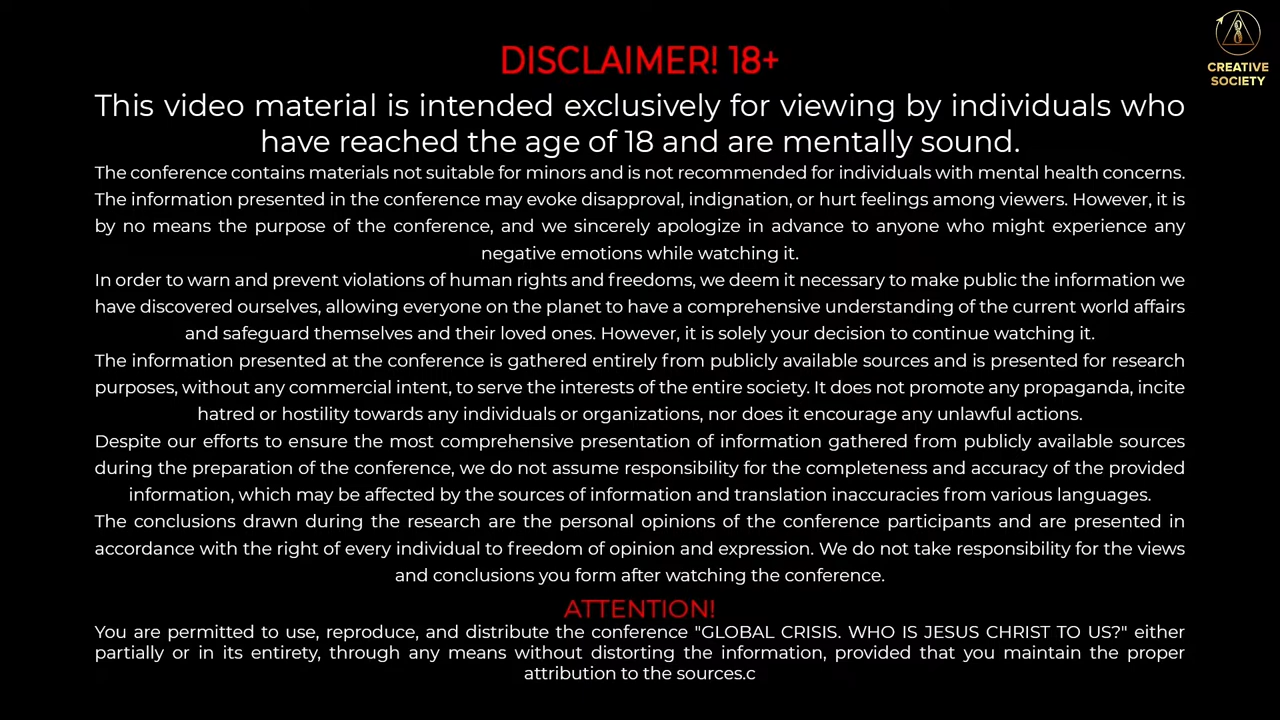 CREATIVE
SOCIETY
DISCLAIMER! 18+
This video material is intended exclusively for viewing by individuals who
have reached the age of 18 and are mentally sound.
The conference contains materials not suitable for minors and is not recommended for individuals with mental health concerns.
The information presented in the conference may evoke disapproval, indignation, or hurt feelings among viewers. However, it is
by no means the purpose of the conference, and we sincerely apologize in advance to anyone who might experience any
negative emotions while watching it.
In order to warn and prevent violations of human rights and freedoms, we deem it necessary to make public the information we
have discovered ourselves, allowing everyone on the planet to have a comprehensive understanding of the current world affairs
and safeguard themselves and their loved ones. However, it is solely your decision to continue watching it.
The information presented at the conference is gathered entirely from publicly available sources and is presented for research
purposes, without any commercial intent, to serve the interests of the entire society. It does not promote any propaganda, incite
hatred or hostility towards any individuals or organizations, nor does it encourage any unlawful actions.
Despite our efforts to ensure the most comprehensive presentation of information gathered from publicly available sources
during the preparation of the conference, we do not assume responsibility for the completeness and accuracy of the provided
information, which may be affected by the sources of information and translation inaccuracies from various languages.
The conclusions drawn during the research are the personal opinions of the conference participants and are presented in
accordance with the right of every individual to freedom of opinion and expression. We do not take responsibility for the views
and conclusions you form after watching the conference.
ATTENTION!
You are permitted to use, reproduce, and distribute the conference "GLOBAL CRISIS. WHO IS JESUS CHRIST TO US?" either
partially or in its entirety, through any means without distorting the information, provided that you maintain the proper
attribution to the sources.c